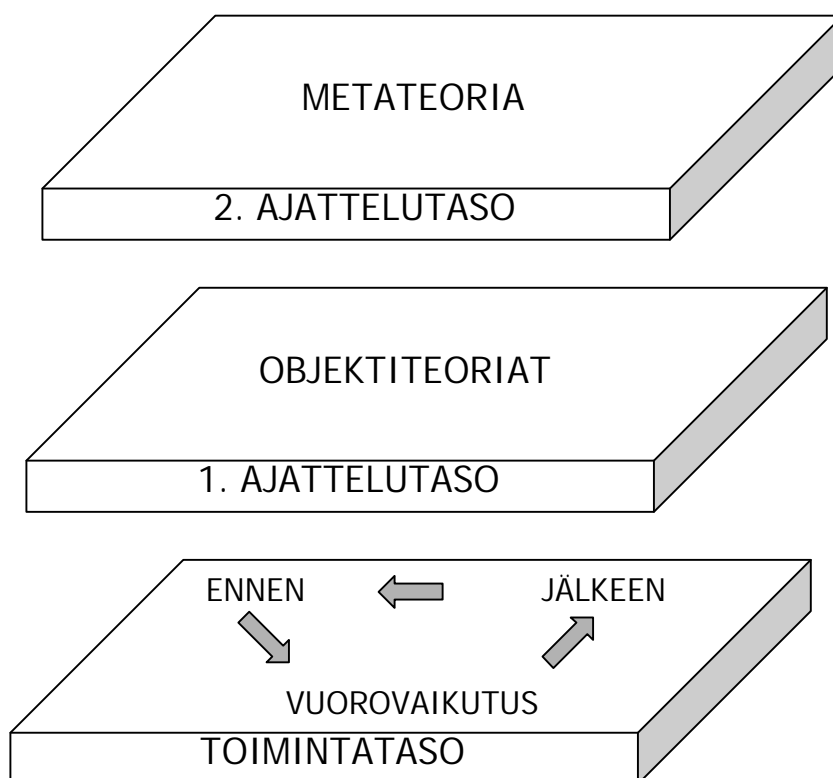 METATEORIA
2. AJATTELUTASO
OBJEKTITEORIAT
1. AJATTELUTASO
ENNEN JÄLKEEN
VUOROVAIKUTUS
TOIMINTATASO